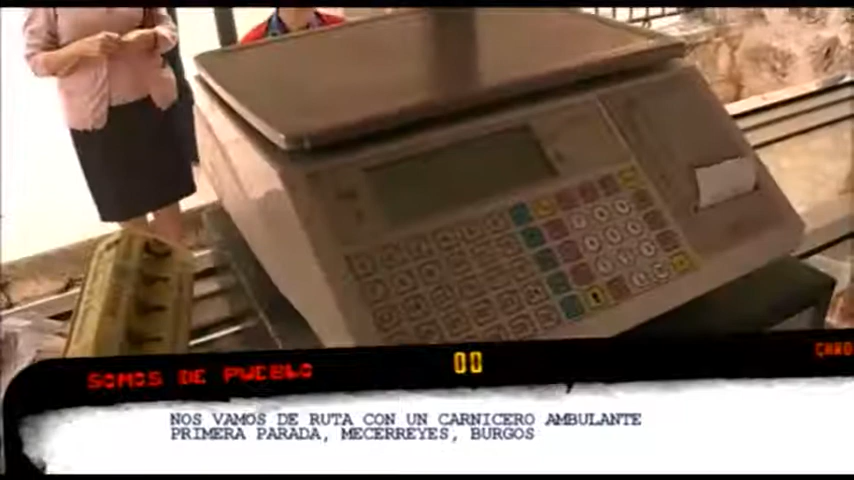 SOMOS DE PUEBLO
00
NOS VAMOS DE RUTA CON UN CARNICERO AMBULANTE
PRIMERA PARADA, MECERREYES, BURGOS